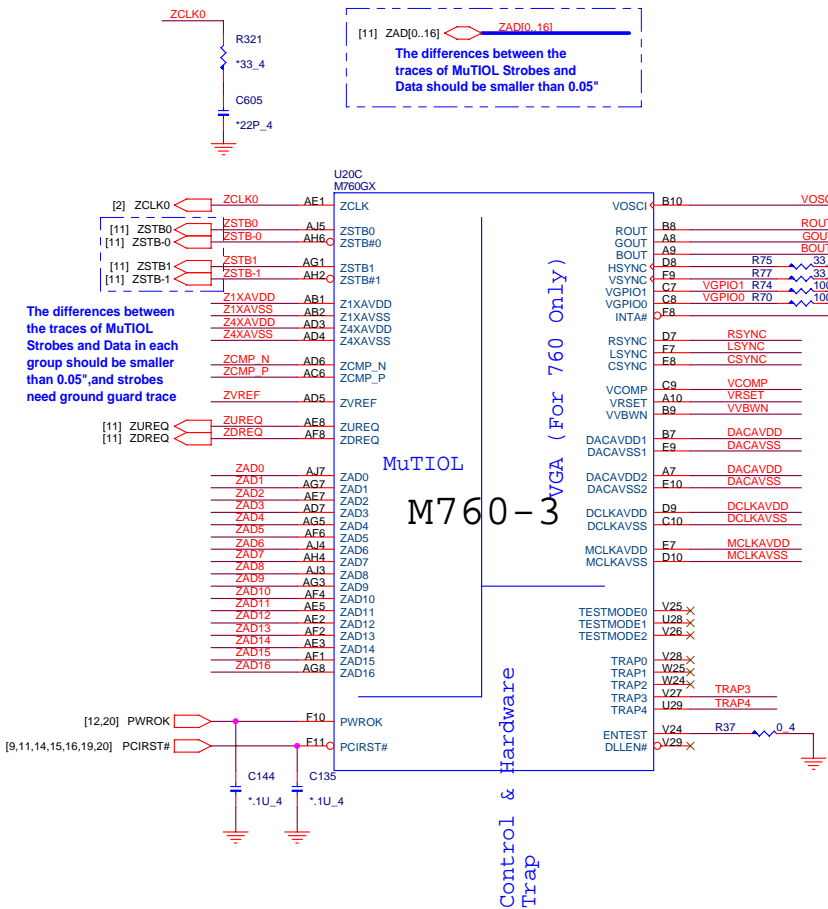 ZCLK0
R321
*33_4
C605
*22P_4
[11] ZAD[0..16] ZAD[0..16]
The differences between the
traces of MuTIOL Strobes and
Data should be smaller than 0.05"
U20C
M760GX
[2] ZCLK0 ZCLK0 AE1 ZCLK
[11] ZSTB0 ZSTB0 AJ5 ZSTB0
[11] ZSTB-0 ZSTB-0 AH6 ZSTB#0
[11] ZSTB1 ZSTB1 AG1 ZSTB1
[11] ZSTB-1 ZSTB-1 AH2 ZSTB#1
The differences between
the traces of MuTIOL
Strobes and Data in each
group should be smaller
than 0.05",and strobes
need ground guard trace
Z1XAVDD AB1 Z1XAVDD
Z1XAVSS AB2 Z1XAVSS
Z4XAVDD AD3 Z4XAVDD
Z4XAVSS AD4 Z4XAVSS
ZCMP_N AD6 ZCMP_N
ZCMP_P AC6 ZCMP_P
ZVREF AD5 ZVREF
[11] ZUREQ ZUREQ AE8 ZUREQ
[11] ZDREQ ZDREQ AF8 ZDREQ
ZAD0 AJ7 ZAD0
ZAD1 AG7 ZAD1
ZAD2 AE7 ZAD2
ZAD3 AD7 ZAD3
ZAD4 AG5 ZAD4
ZAD5 AF6 ZAD5
ZAD6 AJ4 ZAD6
ZAD7 AH4 ZAD7
ZAD8 AJ3 ZAD8
ZAD9 AG3 ZAD9
ZAD10 AF4 ZAD10
ZAD11 AE5 ZAD11
ZAD12 AE2 ZAD12
ZAD13 AF2 ZAD13
ZAD14 AE3 ZAD14
ZAD15 AF1 ZAD15
ZAD16 AG8 ZAD16
[12,20] PWROK F10 PWROK
[9,11,14,15,16,19,20] PCIRST# F11 PCIRST#
C144
*.1U_4
C135
*.1U_4
MuTIOL
M760-3
VGA (For 760 Only)
Control & Hardware
Trap
VOSCI B10
ROUT B8 ROUT
GOUT A8
BOUT A9 BOUT
HSYNC D8 R75 33
VSYNC F9 R77 33
VGPIO1 C7 VGPIO1 R74 100
VGPIO0 C8 VGPIO0 R70 100
INTA# F8
RSYNC D7 RSYNC
LSYNC F7 LSYNC
CSYNC E8 CSYNC
VCOMP C9 VCOMP
VRSET A10 VRSET
VVBWN B9 VVBWN
DACAVDD1 B7 DACAVDD
DACAVSS1 E9 DACAVSS
DACAVDD2 A7 DACAVDD
DACAVSS2 E10 DACAVSS
DCLKAVDD D9 DCLKAVDD
DCLKAVSS C10 DCLKAVSS
MCLKAVDD E7 MCLKAVDD
MCLKAVSS D10 MCLKAVSS
TESTMODE0 V25
TESTMODE1 U28
TESTMODE2 V26
TRAP0 V28
TRAP1 W25
TRAP2 W24
TRAP3 V27 TRAP3
TRAP4 U29 TRAP4
ENTEST V24 R37 0_4
DLLEN# V29